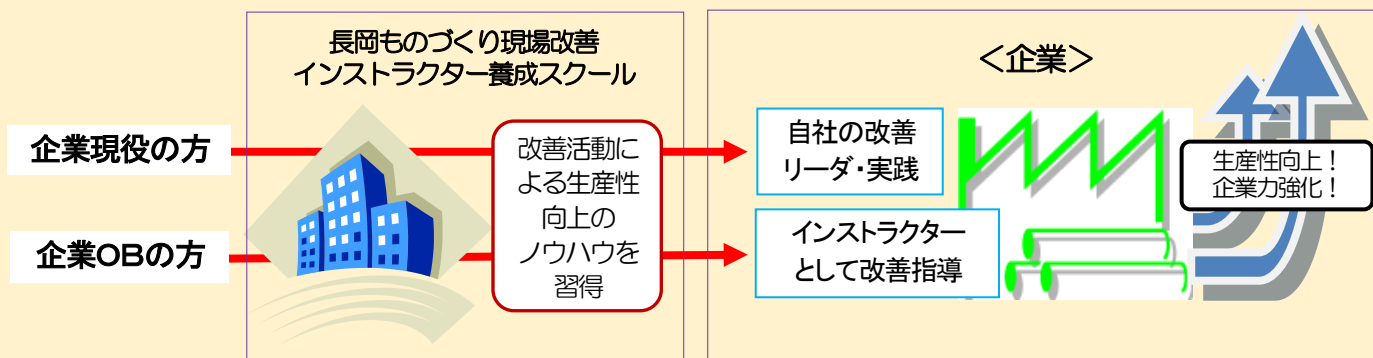 長岡ものづくり現場改善
インストラクター養成スクール
企業現役の方
企業OBの方
改善活動に
よる生産性
向上の
ノウハウを
習得
＜企業＞
自社の改善
リーダ・実践
インストラクター
として改善指導
生産性向上！
企業力強化！